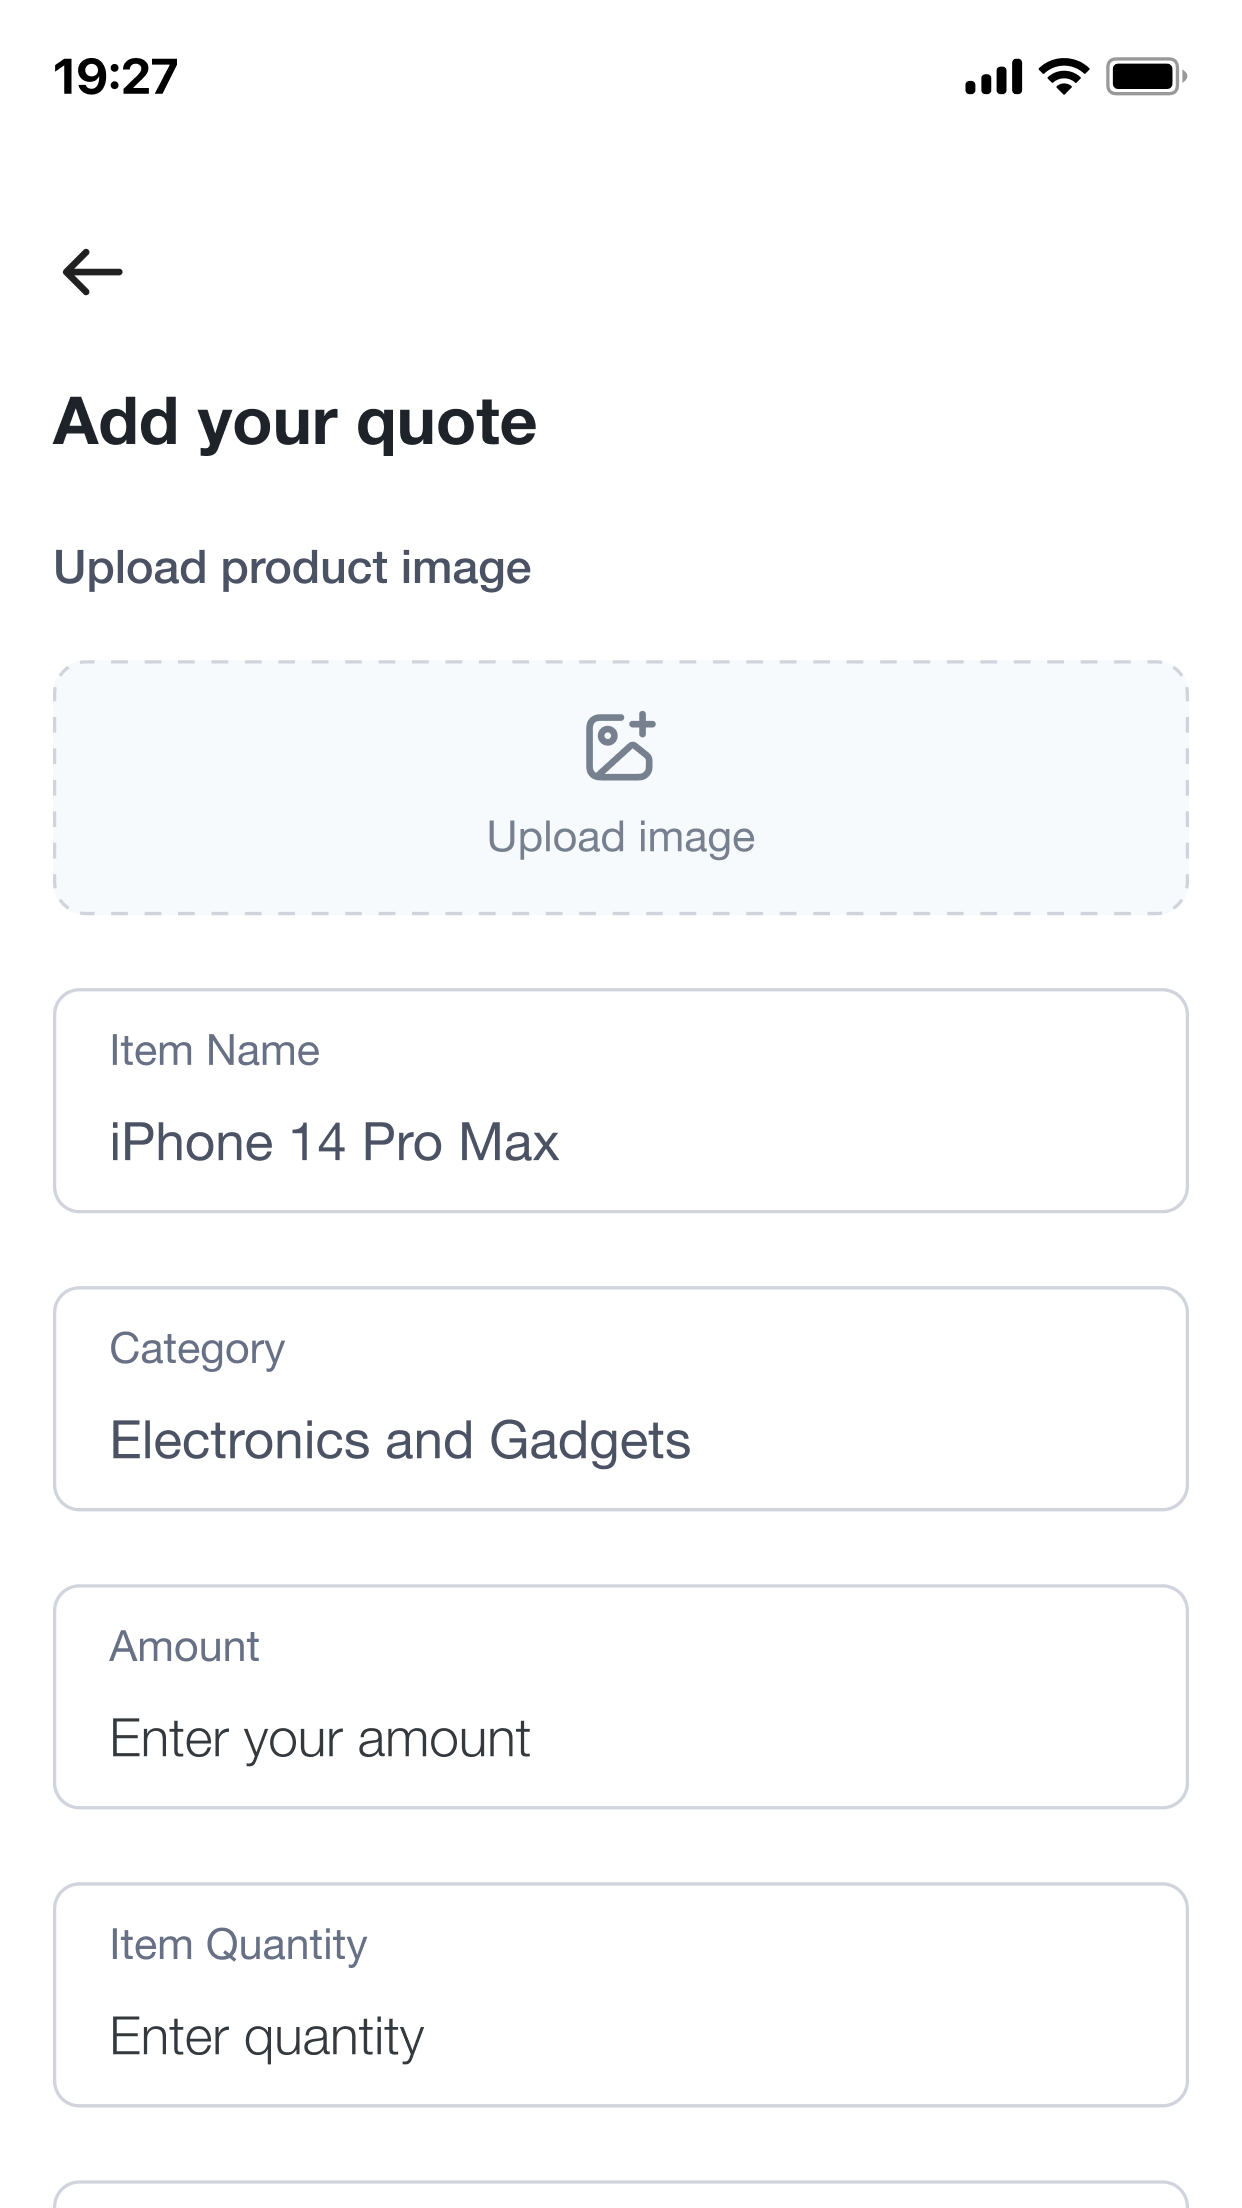 19:27
Add your quote
Upload product image
Upload image
Item Name
iPhone 14 Pro Max
Category
Electronics and Gadgets
Amount
Enter your amount
Item Quantity
Enter quantity